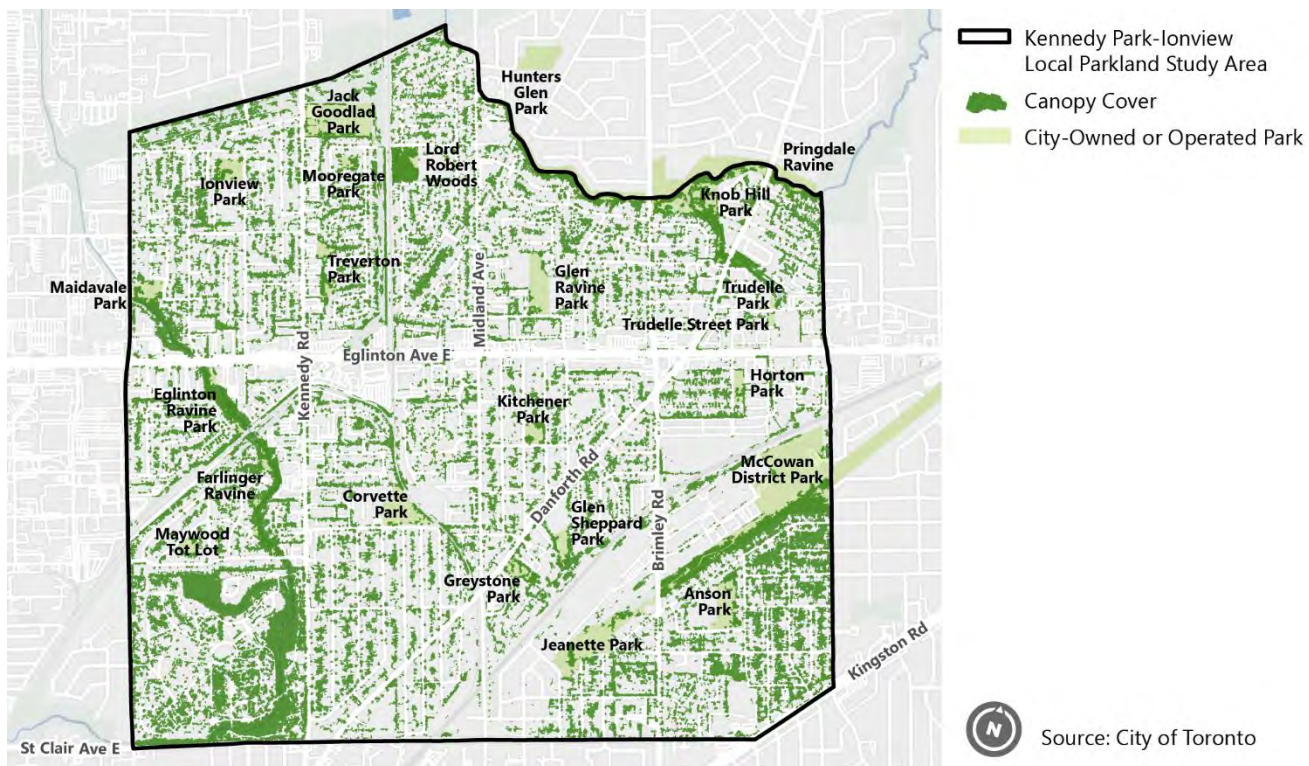 Hunters
Glen
Park
Jack
Goodlad
Park
Pringdale
Ravine
Lord
Robert
Woods
Mooregate
Park
Ionview
Park
Knob Hill
Park
Treverton
Park
Midland Ave
Glen
Ravine
Park
Maidavale
Park
Trudelle
Park
Trudelle Street Park
Eglinton Ave E
Kennedy Rd
Horton
Park
Eglinton
Ravine
Park
Kitchener
Park
McCowan
District Park
Farlinger
Ravine
Corvette
Park
Danforth Rd
Glen
Sheppard
Park
Brimley Rd
Maywood
Tot Lot
Greystone
Park
Anson
Park
Jeanette Park
Kingston Rd
St Clair Ave E
Kennedy Park-Ionview
Local Parkland Study Area
Canopy Cover
City-Owned or Operated Park
N
Source: City of Toronto